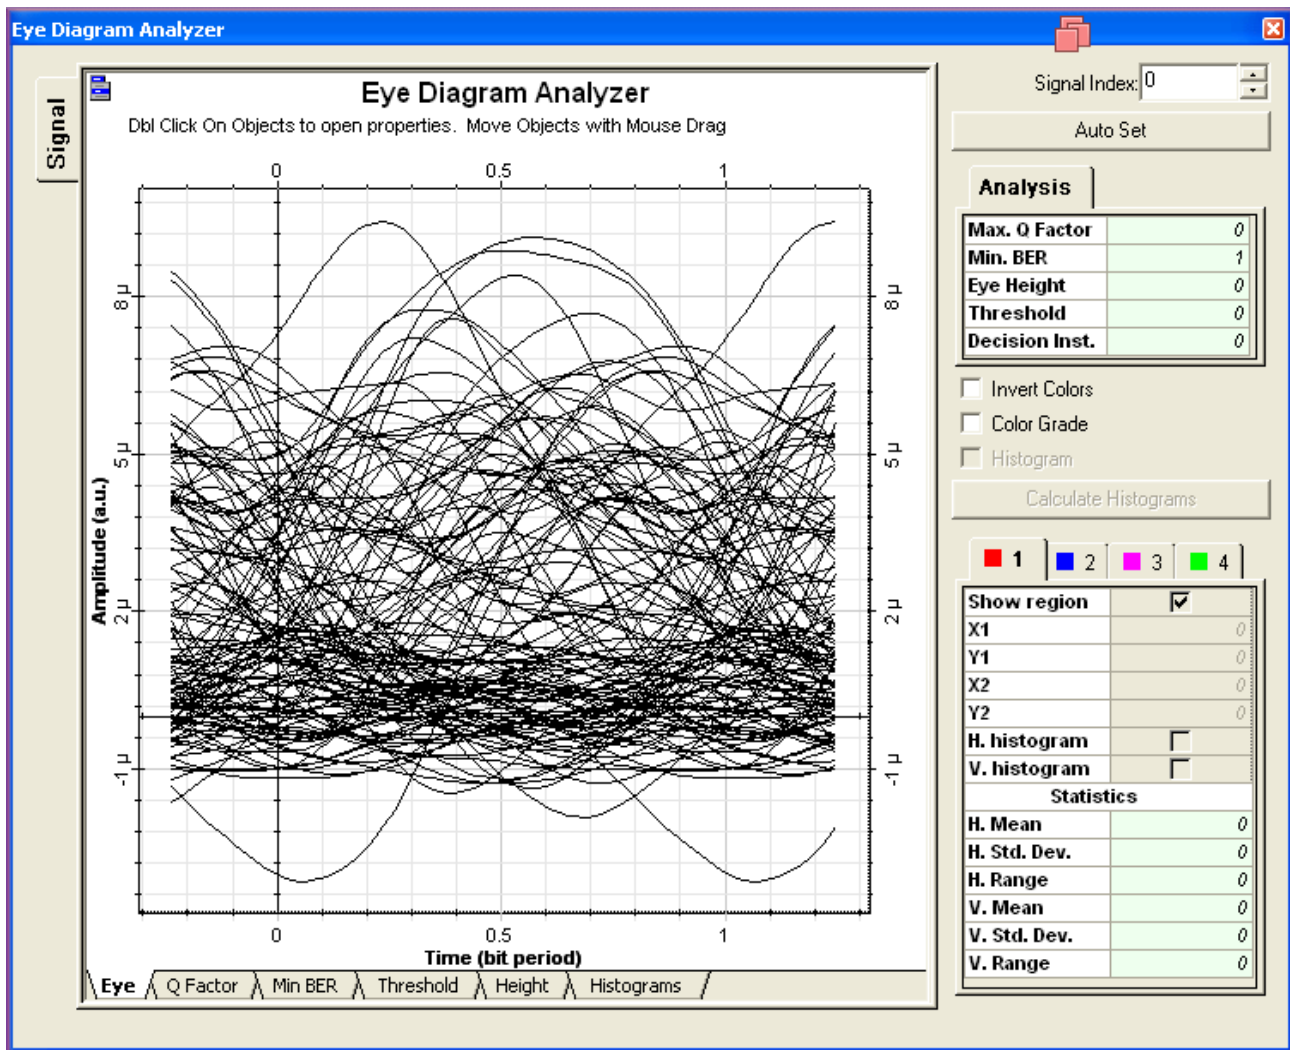 Eye Diagram Analyzer
Signal
Eye Diagram Analyzer
Dbl Click On Objects to open properties. Move Objects with Mouse Drag
0 0.5 1
8 µ 8 µ
5 µ 5 µ
Amplitude (a.u.)
2 µ 2 µ
-1 µ -1 µ
0 0.5 1
Time (bit period)
Eye Q Factor Min BER Threshold Height Histograms
Signal Index: 0
Auto Set
Analysis
Max. Q Factor 0
Min. BER 1
Eye Height 0
Threshold 0
Decision Inst. 0
Invert Colors
Color Grade
Histogram
Calculate Histograms
1 2 3 4
Show region
X1 0
Y1 0
X2 0
Y2 0
H. histogram
V. histogram
Statistics
H. Mean 0
H. Std. Dev. 0
H. Range 0
V. Mean 0
V. Std. Dev. 0
V. Range 0